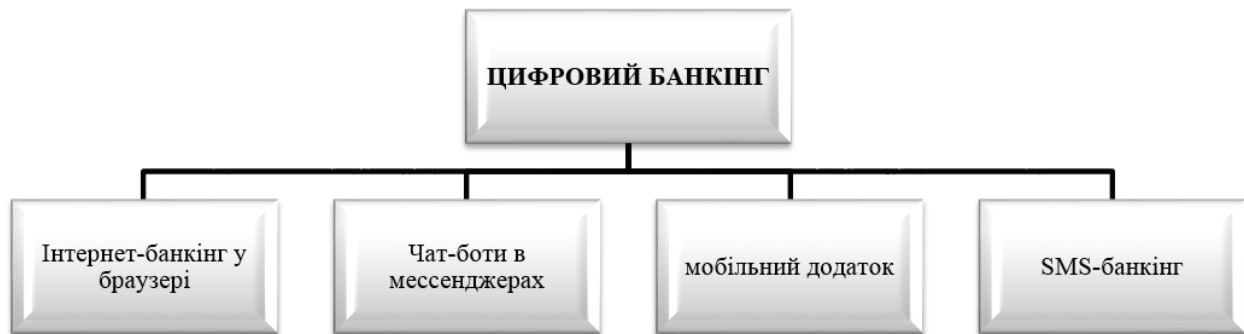 ЦИФРОВИЙ БАНКІНГ
Інтернет-банкінг у
браузері
Чат-боти в
мессенджерах
мобільний додаток
SMS-банкінг